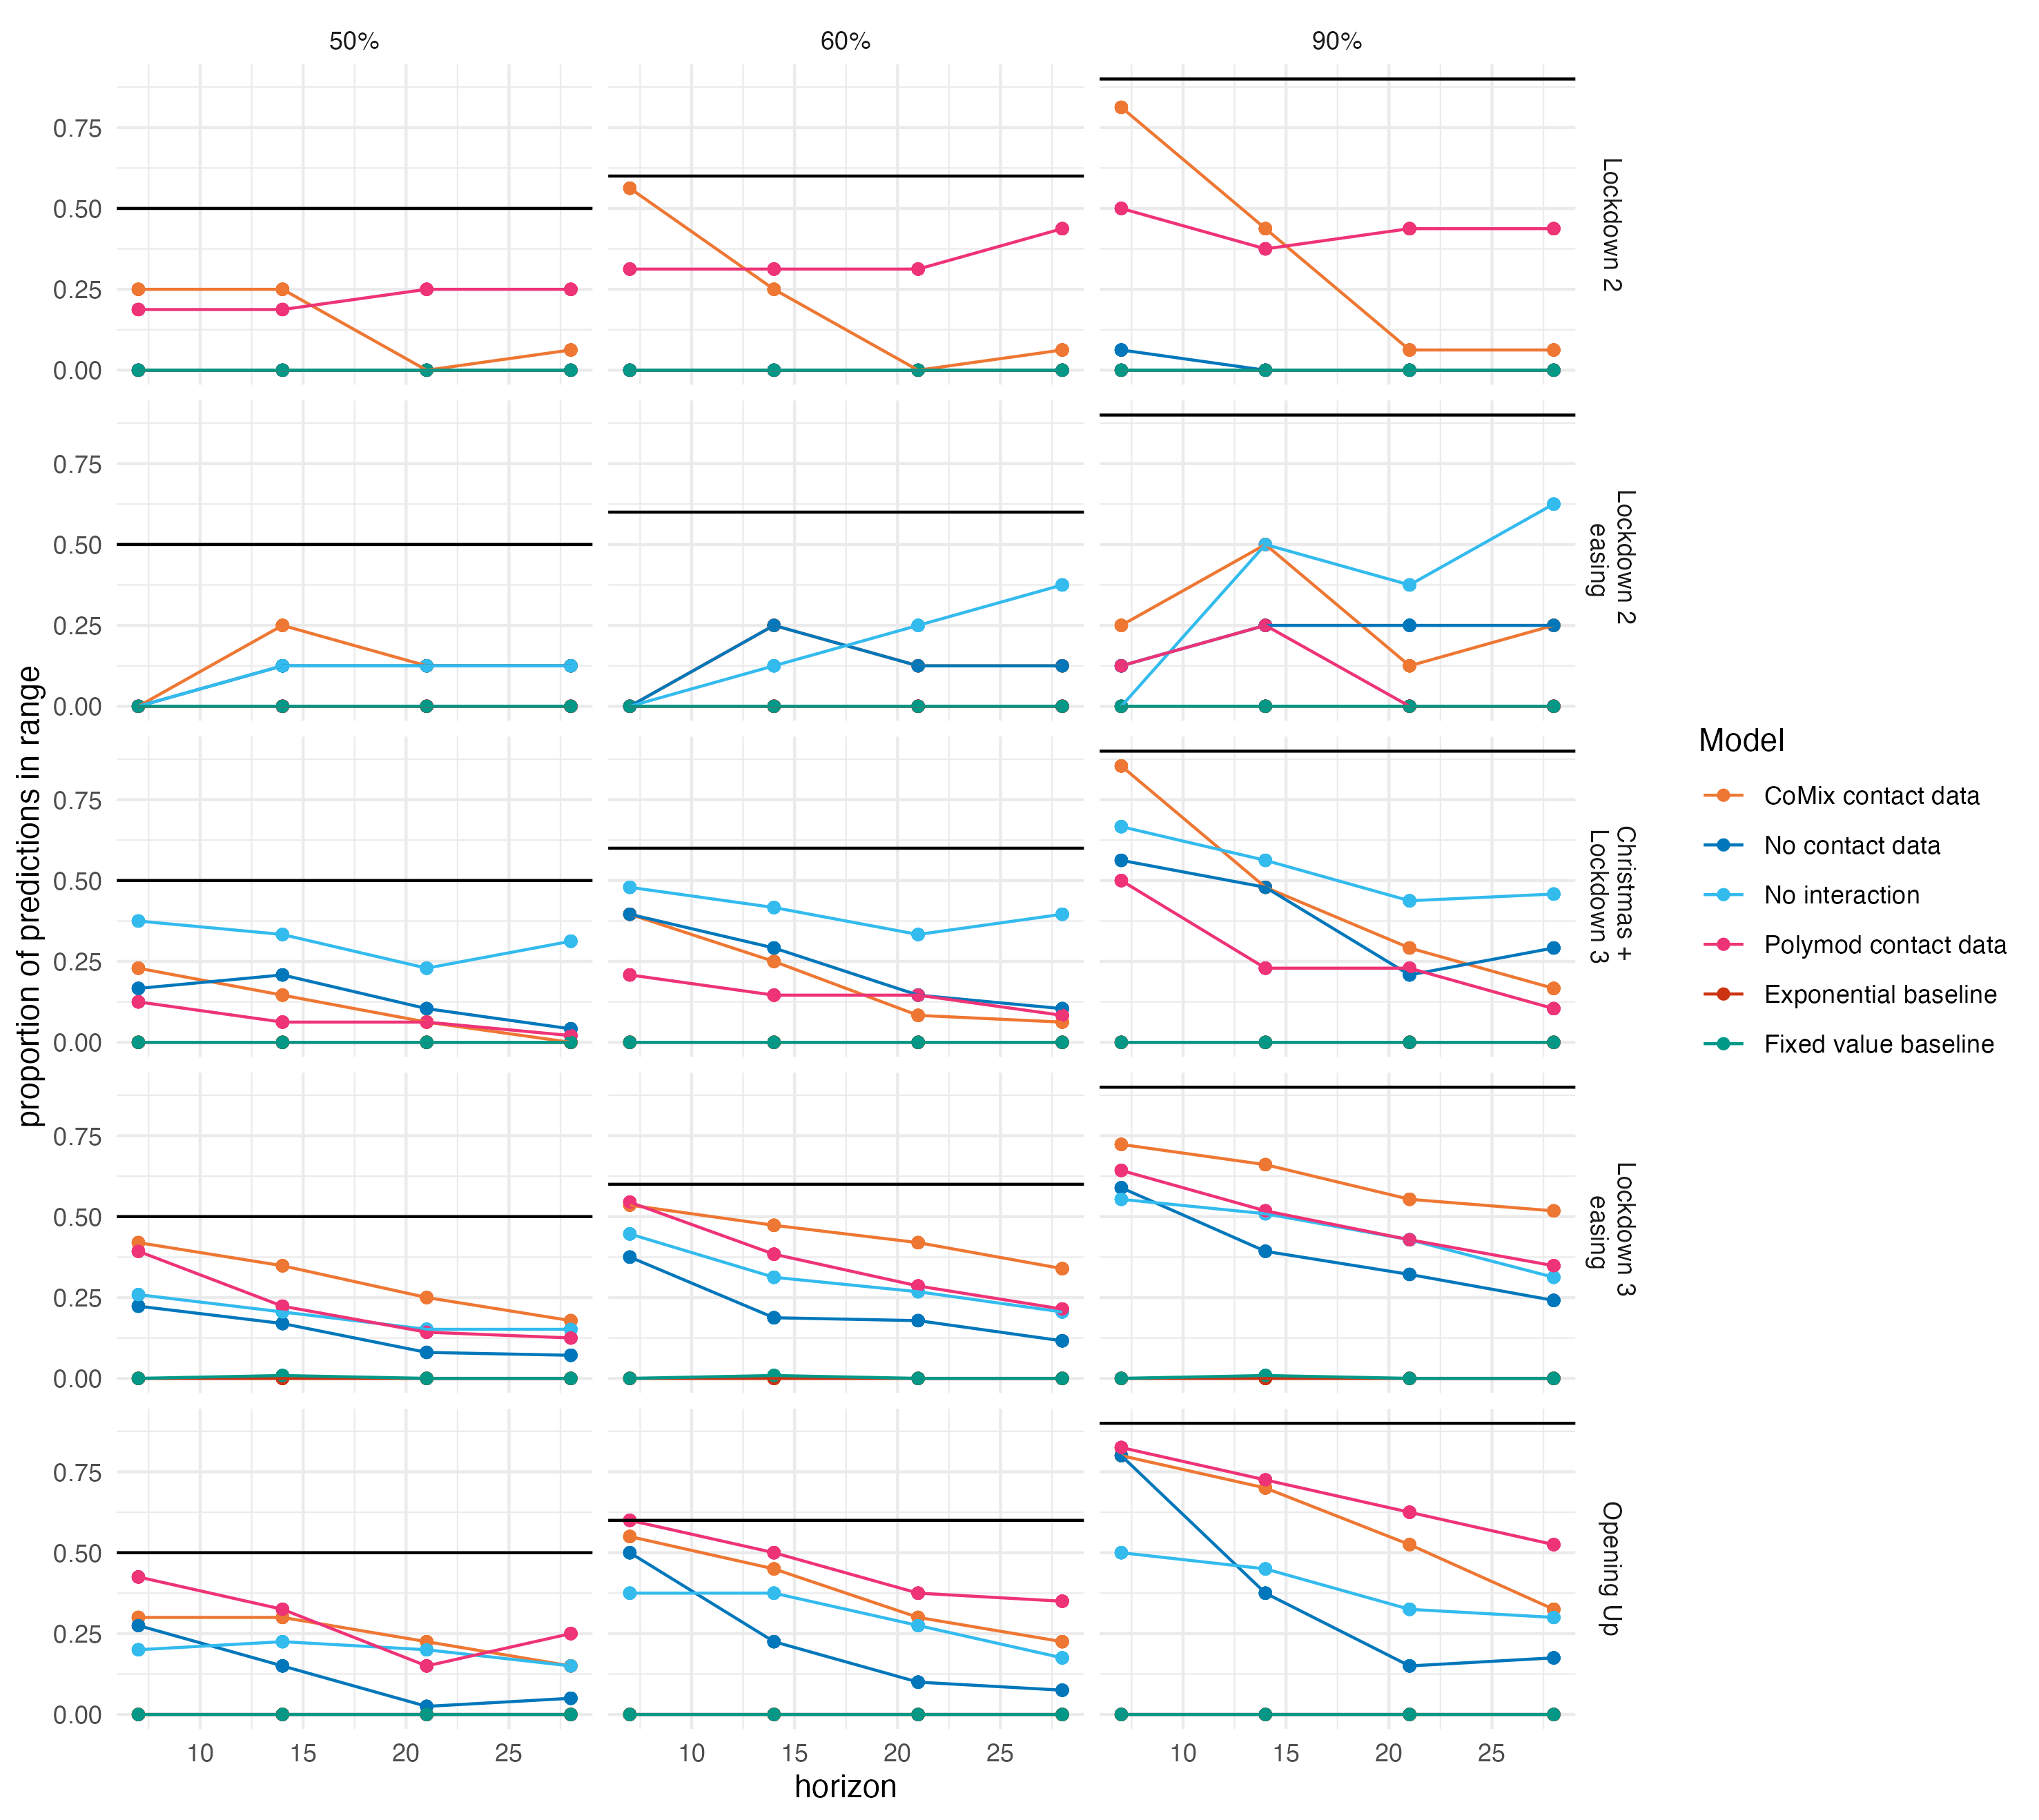 50%
60%
90%
0.75
0.50
0.25
0.00
Lockdown 2
0.75
0.50
0.25
0.00
Lockdown 2
easing
0.75
0.50
0.25
0.00
Christmas +
Lockdown 3
0.75
0.50
0.25
0.00
Lockdown 3
easing
0.75
0.50
0.25
0.00
Opening Up
10 15 20 25
10 15 20 25
10 15 20 25
horizon
proportion of predictions in range
Model
CoMix contact data
No contact data
No interaction
Polymod contact data
Exponential baseline
Fixed value baseline